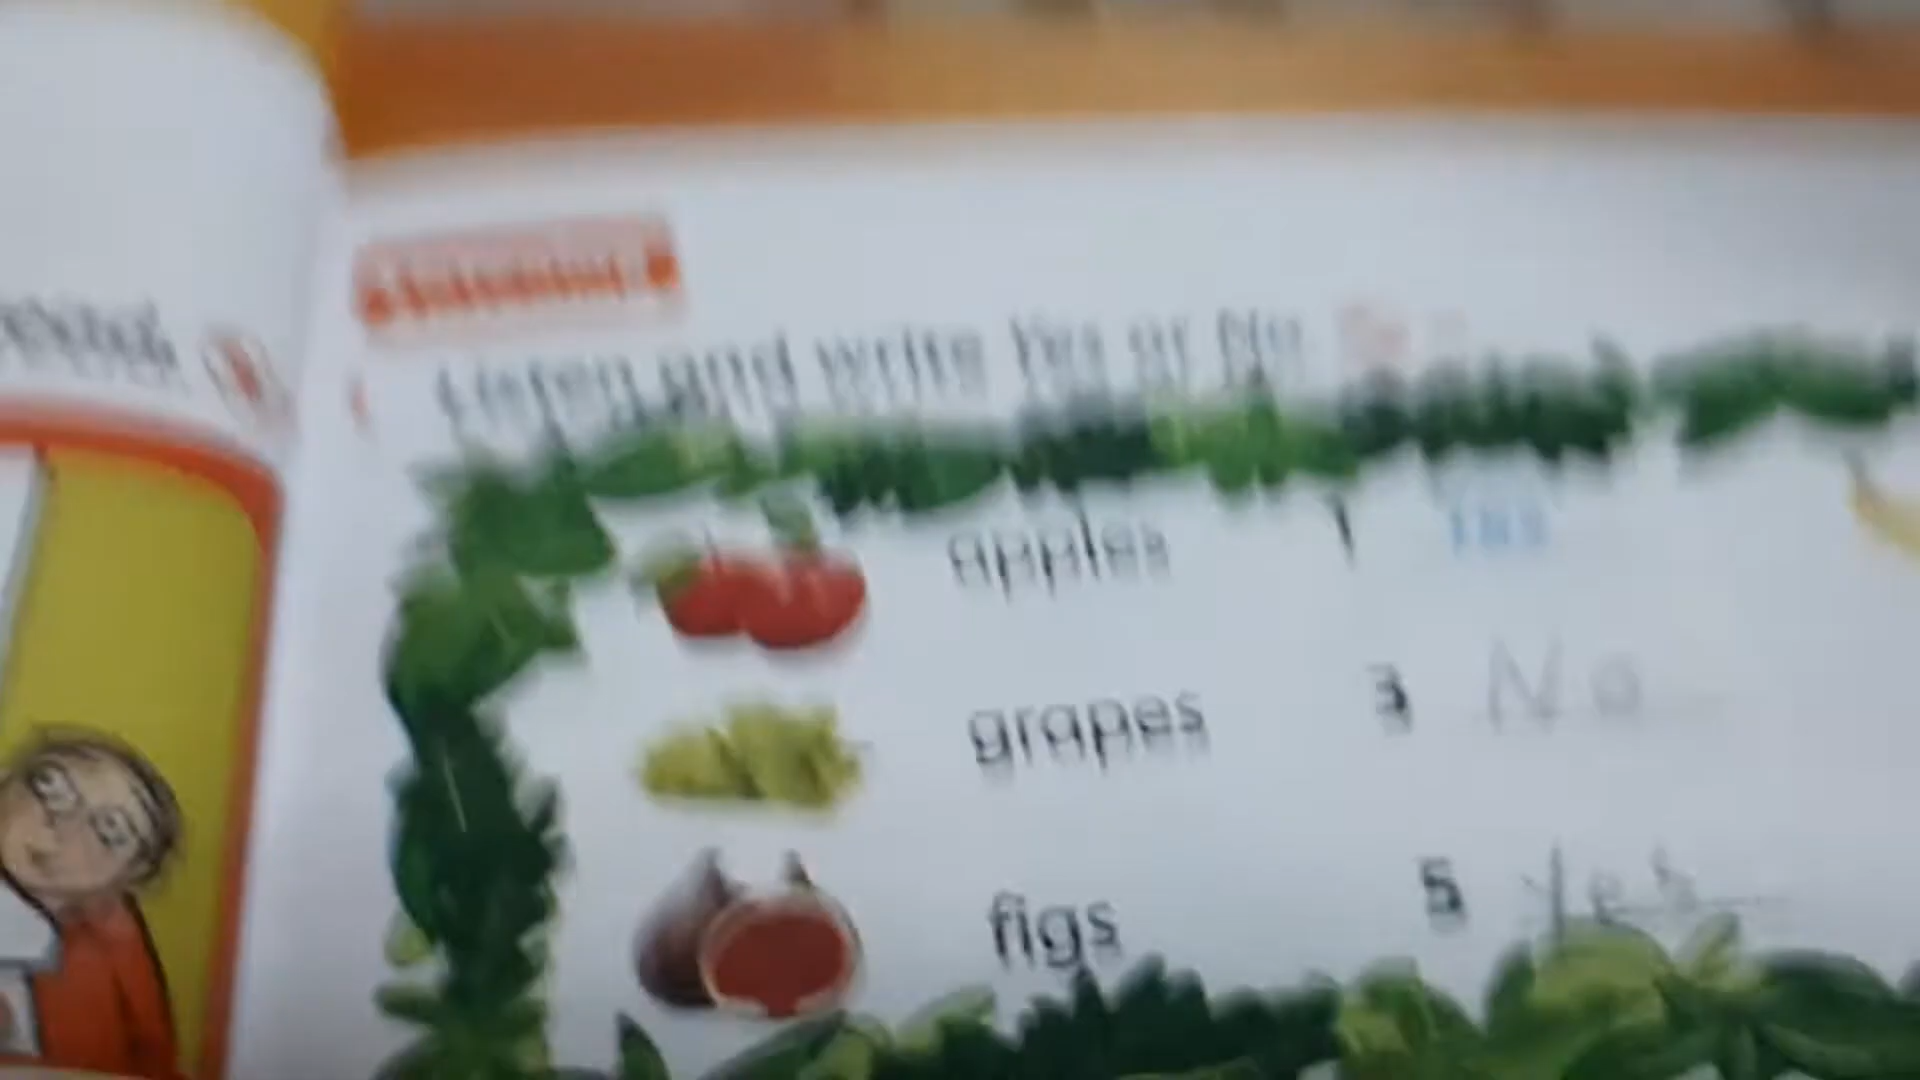 Listen and write Yes or No
apples 1 Yes
grapes 3 No
figs 5 Yes